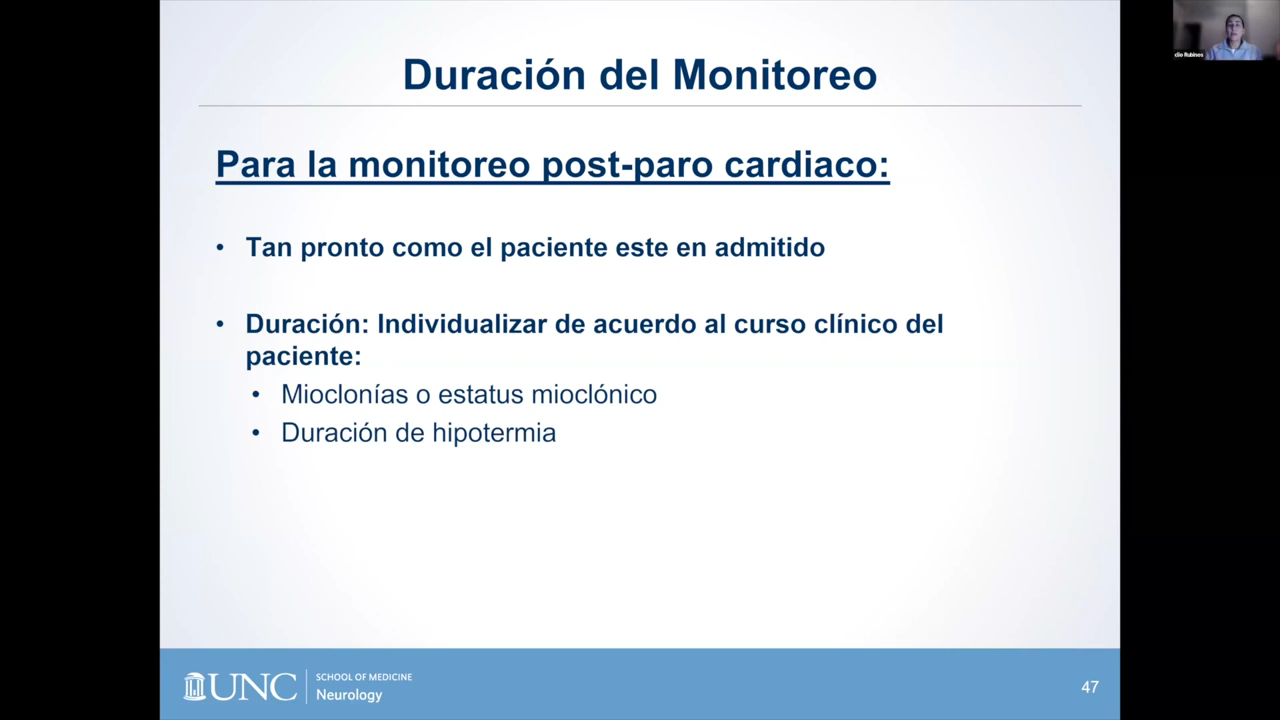 Duración del Monitoreo
Para la monitoreo post-paro cardiaco:
• Tan pronto como el paciente este en admitido
• Duración: Individualizar de acuerdo al curso clínico del
paciente:
• Mioclonías o estatus mioclónico
• Duración de hipotermia
UNC
SCHOOL OF MEDICINE
Neurology
47
clio Rubinos